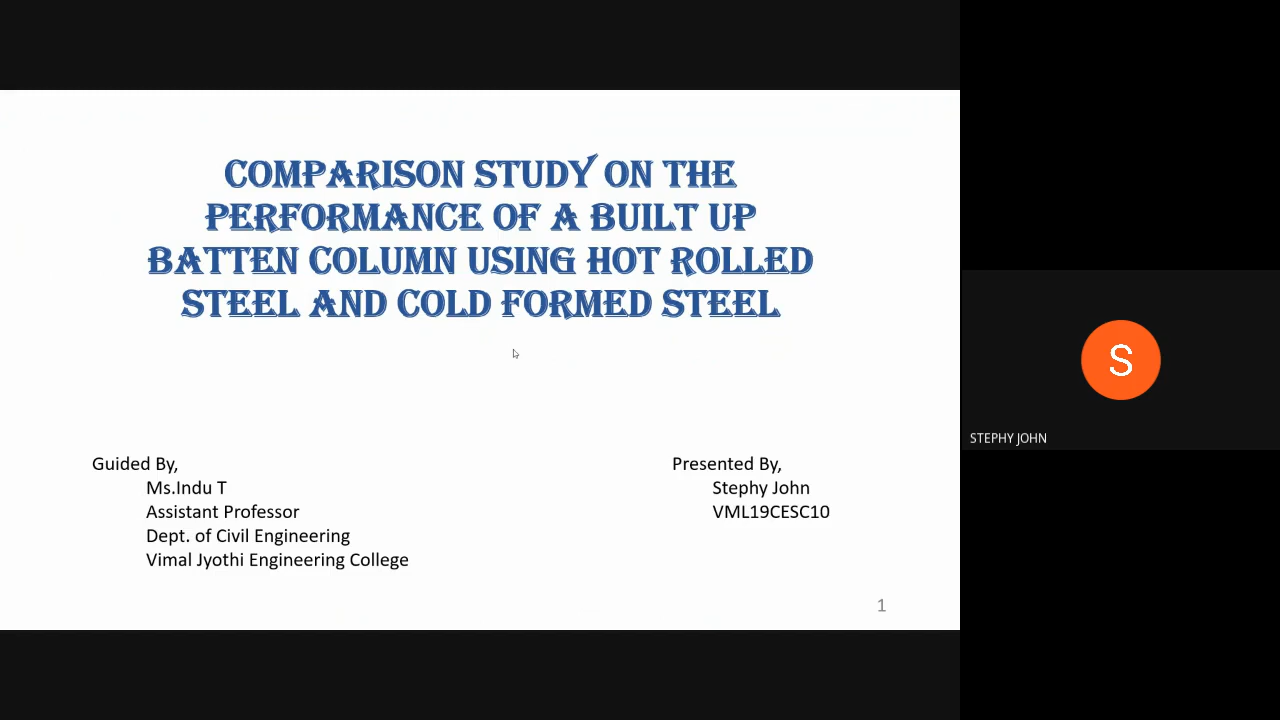 COMPARISON STUDY ON THE
PERFORMANCE OF A BUILT UP
BATTEN COLUMN USING HOT ROLLED
STEEL AND COLD FORMED STEEL
Guided By,
Ms.Indu T
Assistant Professor
Dept. of Civil Engineering
Vimal Jyothi Engineering College
Presented By,
Stephy John
VML19CESC10
1
S
STEPHY JOHN